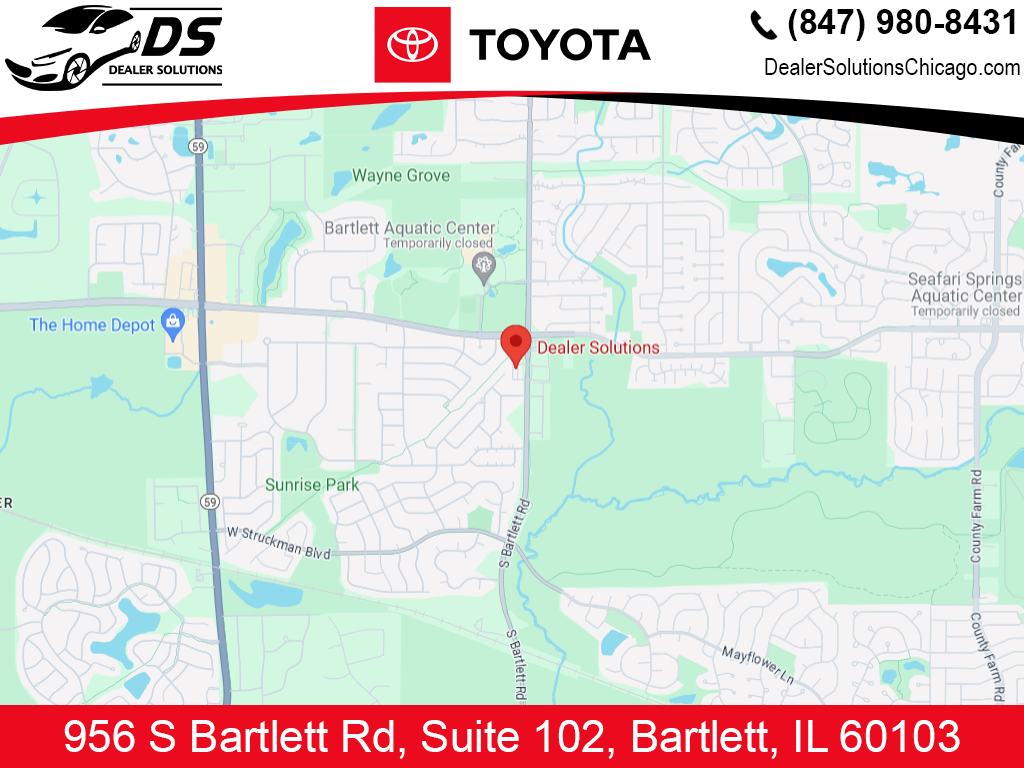 DS
DEALER SOLUTIONS
TOYOTA
(847) 980-8431
DealerSolutionsChicago.com
59
Wayne Grove
County Fa
Bartlett Aquatic Center
Temporarily closed
Seafari Springs
Aquatic Center
Temporarily closed
The Home Depot
Dealer Solutions
Sunrise Park
ER
59
W Struckman Blvd
S Bartlett Rd
County Farm Rd
S Bartlett Rd
Mayflower Ln
County Farm Rd
956 S Bartlett Rd, Suite 102, Bartlett, IL 60103